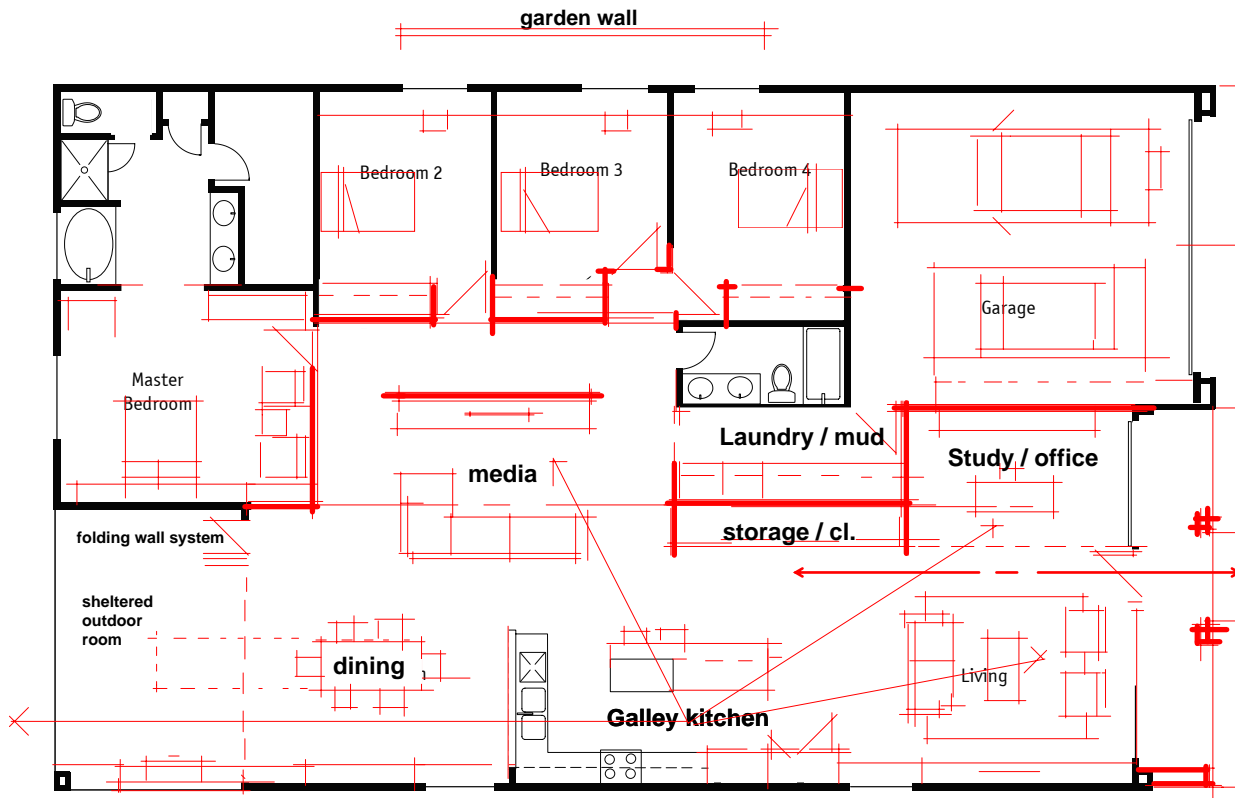 garden wall
Bedroom 2
Bedroom 3
Bedroom 4
Garage
Master
Bedroom
Laundry / mud
Study / office
media
storage / cl.
folding wall system
sheltered
outdoor
room
dining
Living
Galley kitchen